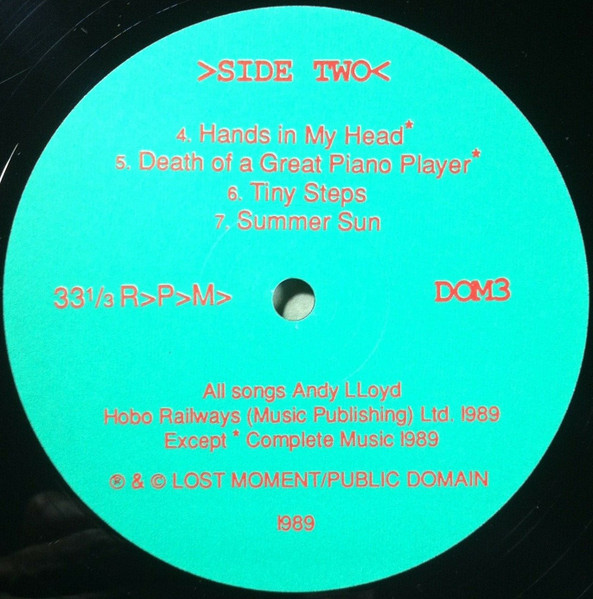 >SIDE TWO<
4. Hands in My Head*
5. Death of a Great Piano Player*
6. Tiny Steps
7. Summer Sun
33 1/3 R>P>M>
DOM3
All songs Andy LLoyd
Hobo Railways (Music Publishing) Ltd. 1989
Except * Complete Music 1989
® & © LOST MOMENT/PUBLIC DOMAIN
1989